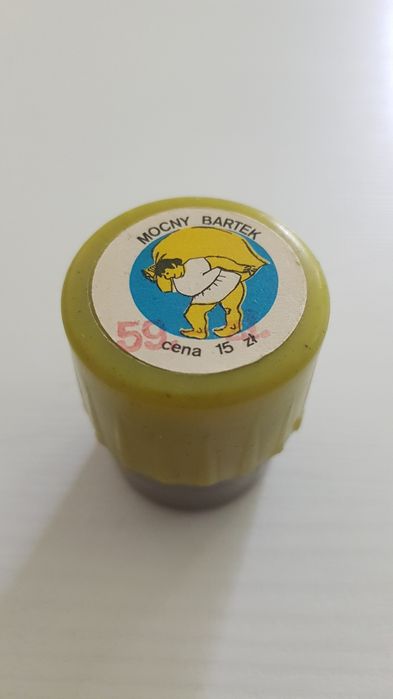 MOCNY BARTEK
59,-
cena 15 zł